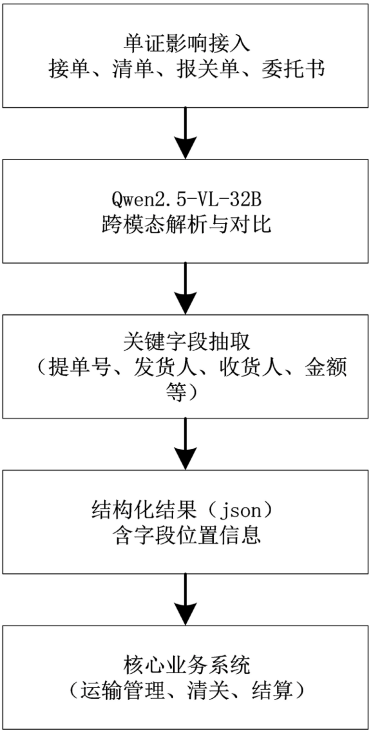 单证影响接入
接单、清单、报关单、委托书
Qwen2.5-VL-32B
跨模态解析与对比
关键字段抽取
（提单号、发货人、收货人、金额
等）
结构化结果（json）
含字段位置信息
核心业务系统
（运输管理、清关、结算）